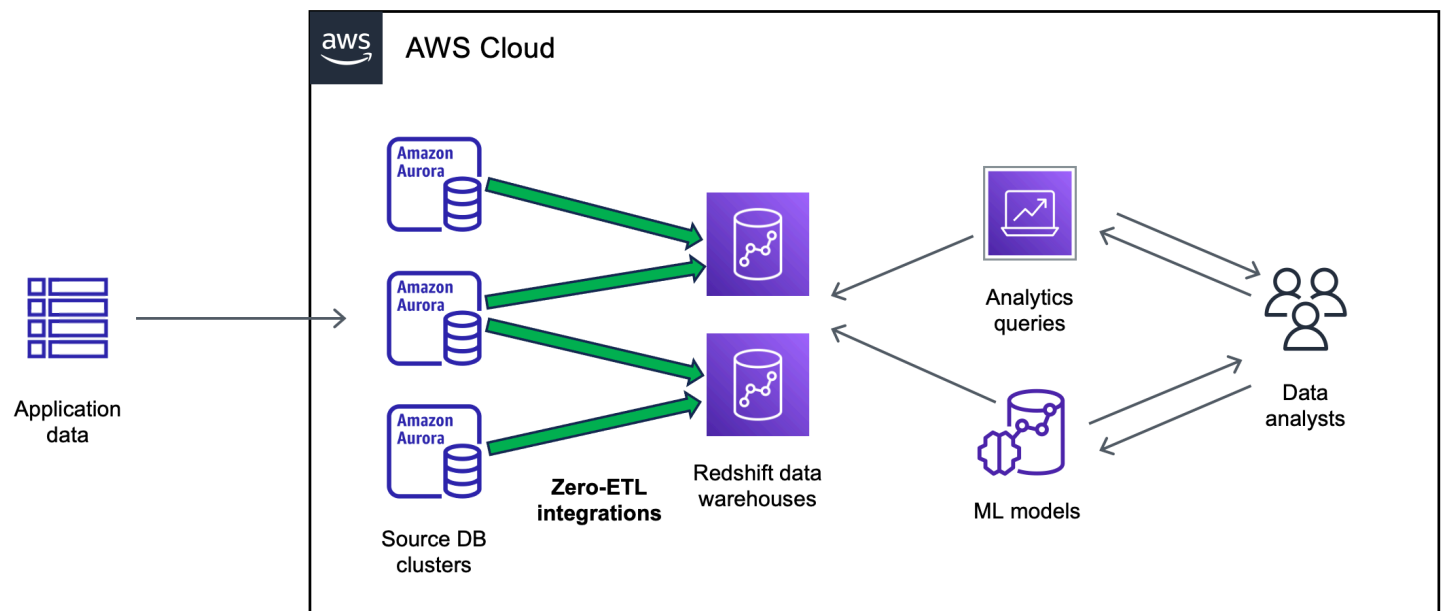 aws
AWS Cloud
Amazon
Aurora
Amazon
Aurora
Amazon
Aurora
Application
data
Source DB
clusters
Zero-ETL
integrations
Redshift data
warehouses
Analytics
queries
ML models
Data
analysts